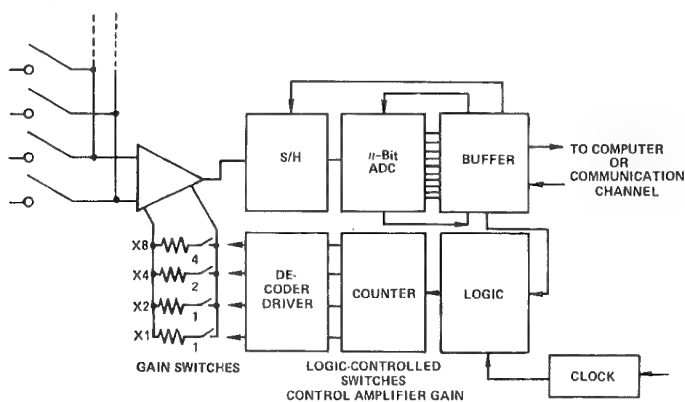 S/H
n-Bit
ADC
BUFFER
TO COMPUTER
OR
COMMUNICATION
CHANNEL
X8
4
X4
2
X2
1
X1
1
DE-
CODER
DRIVER
COUNTER
LOGIC
GAIN SWITCHES
LOGIC-CONTROLLED
SWITCHES
CONTROL AMPLIFIER GAIN
CLOCK